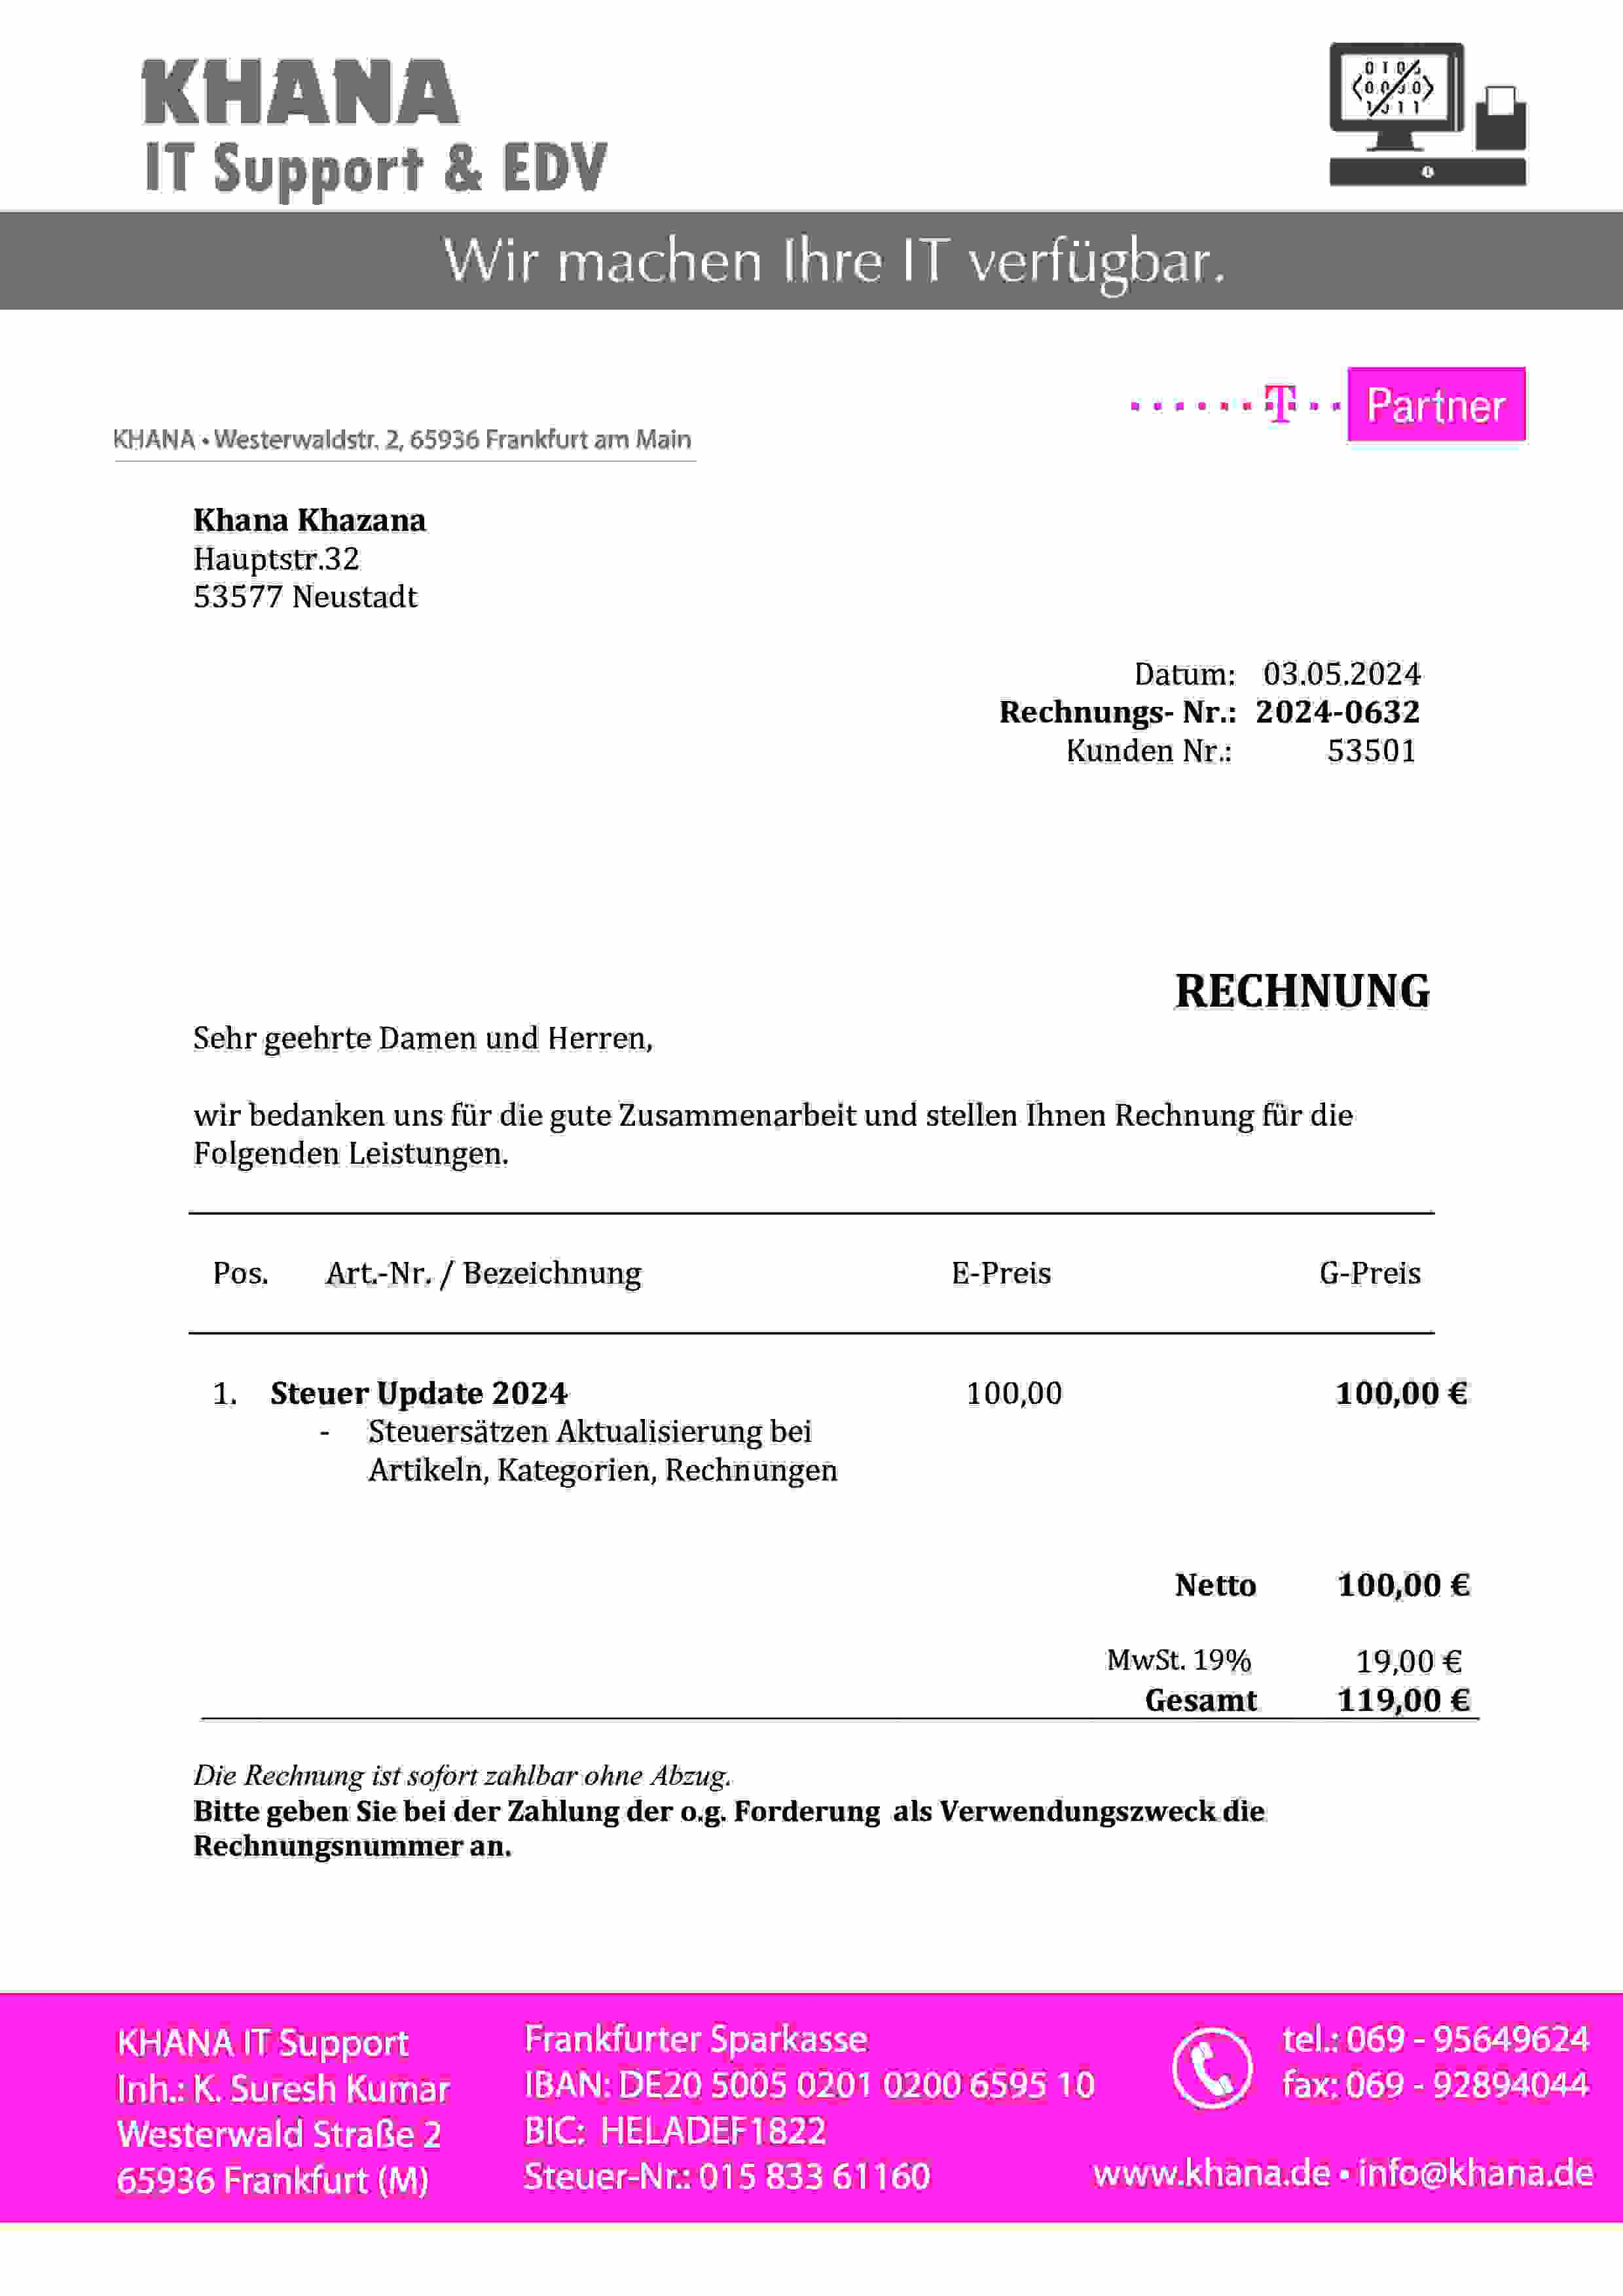 KHANA
IT Support & EDV
Wir machen Ihre IT verfügbar.
T Partner
KHANA • Westerwaldstr. 2, 65936 Frankfurt am Main
Khana Khazana
Hauptstr.32
53577 Neustadt
Datum: 03.05.2024
Rechnungs- Nr.: 2024-0632
Kunden Nr.: 53501
RECHNUNG
Sehr geehrte Damen und Herren,
wir bedanken uns für die gute Zusammenarbeit und stellen Ihnen Rechnung für die
Folgenden Leistungen.
Pos. Art.-Nr. / Bezeichnung E-Preis G-Preis
1. Steuer Update 2024 100,00 100,00 €
- Steuersätzen Aktualisierung bei
Artikeln, Kategorien, Rechnungen
Netto 100,00 €
MwSt. 19% 19,00 €
Gesamt 119,00 €
Die Rechnung ist sofort zahlbar ohne Abzug.
Bitte geben Sie bei der Zahlung der o.g. Forderung als Verwendungszweck die
Rechnungsnummer an.
KHANA IT Support
Inh.: K. Suresh Kumar
Westerwald Straße 2
65936 Frankfurt (M)
Frankfurter Sparkasse
IBAN: DE20 5005 0201 0200 6595 10
BIC: HELADEF1822
Steuer-Nr.: 015 833 61160
tel.: 069 - 95649624
fax: 069 - 92894044
www.khana.de • info@khana.de